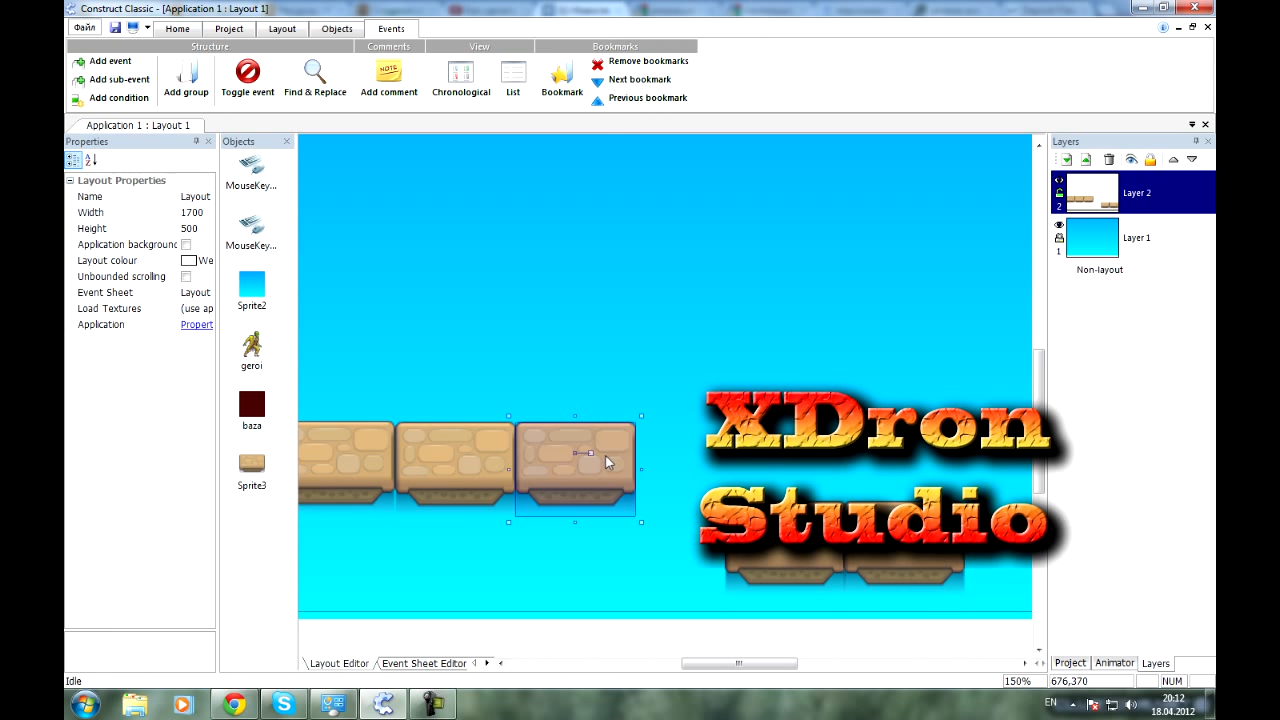 Construct Classic - [Application 1 : Layout 1]
Файл
Home
Project
Layout
Objects
Events
Structure
Comments
View
Bookmarks
Add event
Add sub-event
Add condition
Add group
Toggle event
Find & Replace
NOTE
Add comment
Chronological
List
Bookmark
Remove bookmarks
Next bookmark
Previous bookmark
Application 1 : Layout 1
Properties
Layout Properties
Name Layout
Width 1700
Height 500
Application backgrounc
Layout colour We
Unbounded scrolling
Event Sheet Layout
Load Textures (use ap
Application Propert
Objects
MouseKey...
MouseKey...
Sprite2
geroi
baza
Sprite3
XDron
Studio
Layers
Layer 2
2
Layer 1
1
Non-layout
Layout Editor
Event Sheet Editor
Project
Animator
Layers
Idle
150%
676,370
NUM
EN
20:12
18.04.2012